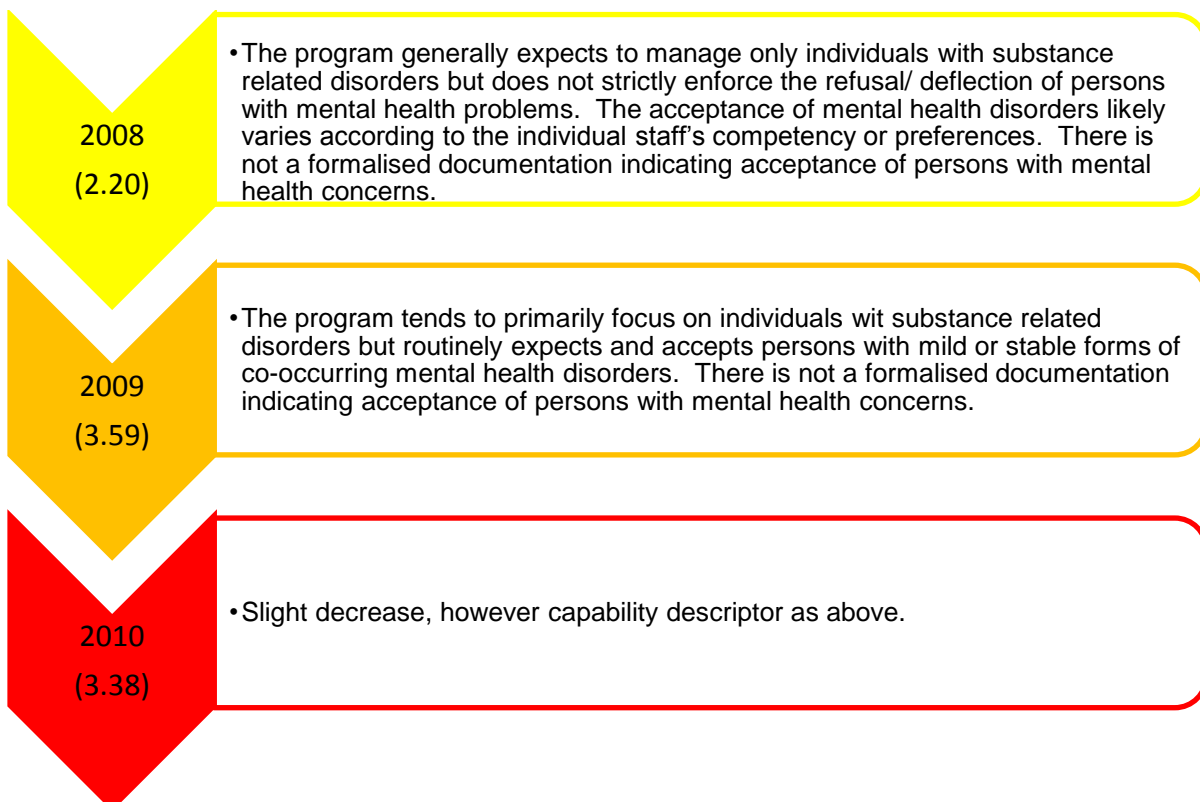 2008
(2.20)
•The program generally expects to manage only individuals with substance
related disorders but does not strictly enforce the refusal/ deflection of persons
with mental health problems.  The acceptance of mental health disorders likely
varies according to the individual staff's competency or preferences.  There is
not a formalised documentation indicating acceptance of persons with mental
health concerns.
2009
(3.59)
•The program tends to primarily focus on individuals wit substance related
disorders but routinely expects and accepts persons with mild or stable forms of
co-occurring mental health disorders.  There is not a formalised documentation
indicating acceptance of persons with mental health concerns.
2010
(3.38)
•Slight decrease, however capability descriptor as above.